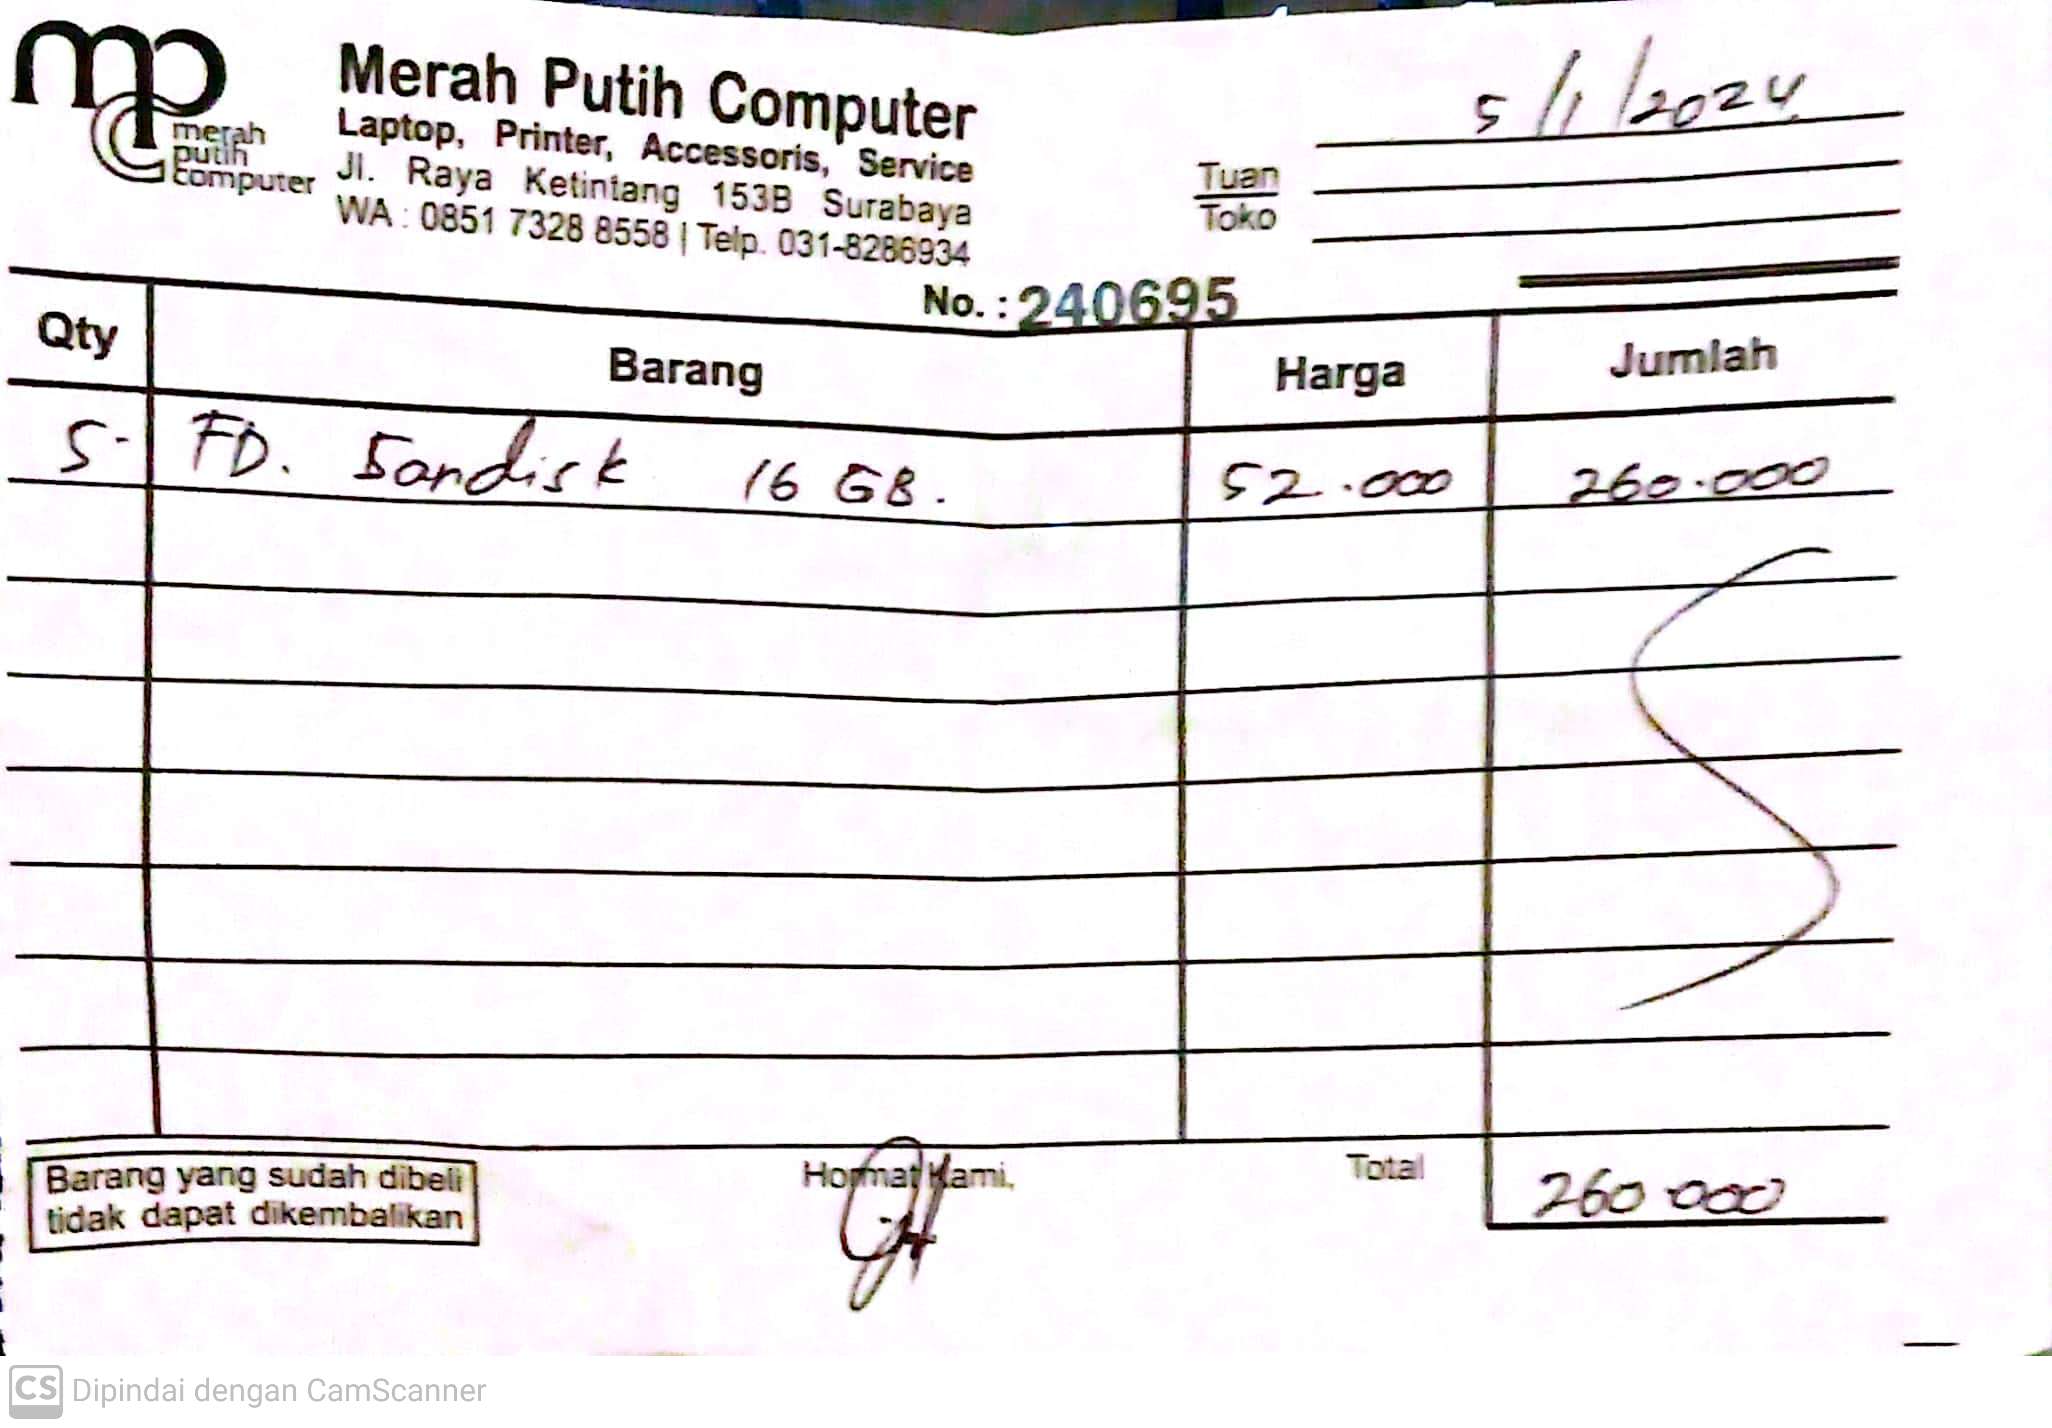 mpc
merah
putih
computer
Merah Putih Computer
Laptop, Printer, Accessoris, Service
Jl. Raya Ketintang 153B Surabaya
WA : 0851 7328 8558 | Telp. 031-8286934
5/1/2024
Tuan
Toko
No. : 240695
Qty Barang Harga Jumlah
5- FD. Sandisk 16 GB. 52.000 260.000
Barang yang sudah dibeli
tidak dapat dikembalikan
Hormat Kami,
Total 260.000
CS Dipindai dengan CamScanner